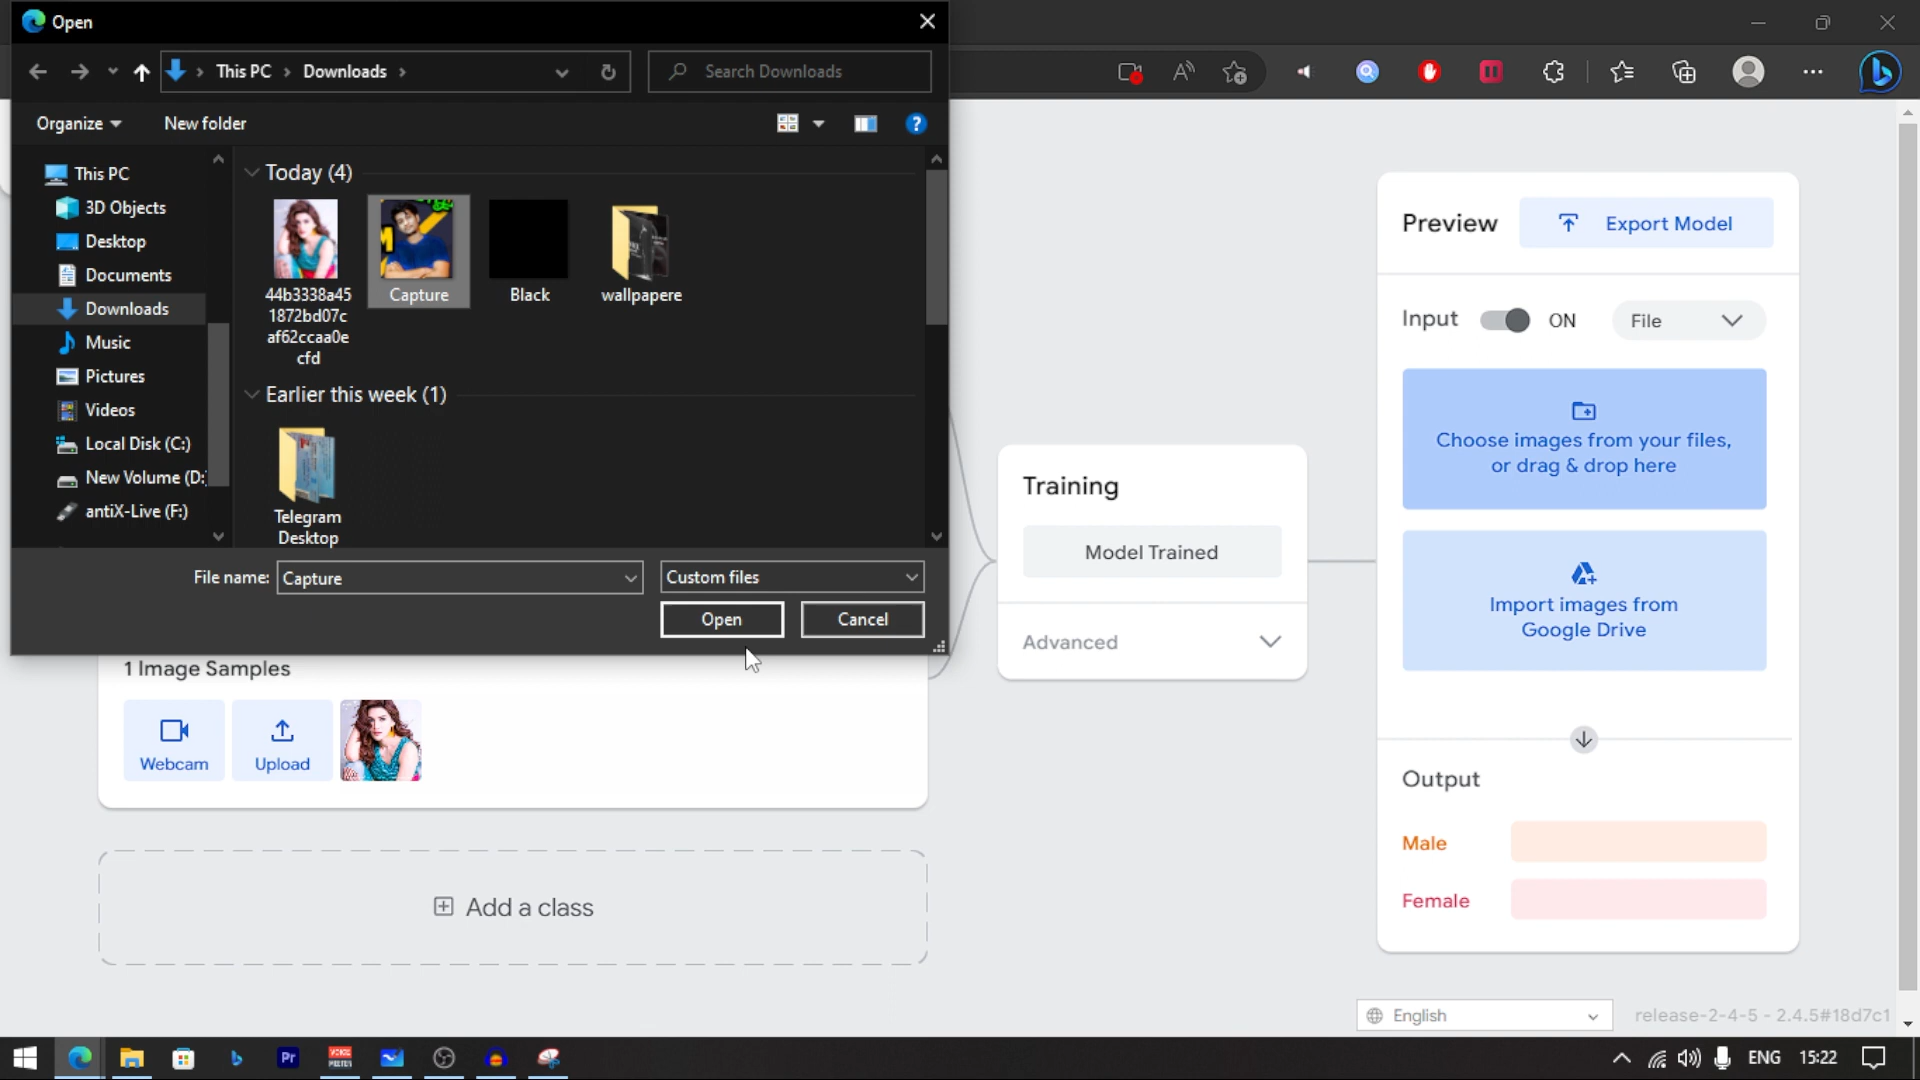 Open
This PC
Downloads
Search Downloads
Organize
New folder
This PC
3D Objects
Desktop
Documents
Downloads
Music
Pictures
Videos
Local Disk (C:)
New Volume (D:
antiX-Live (F:)
Today (4)
44b3338a45
1872bd07c
af62ccaa0e
cfd
Capture
Black
wallpapere
Earlier this week (1)
Telegram
Desktop
File name:
Capture
Custom files
Open
Cancel
1 Image Samples
Webcam
Upload
Add a class
Training
Model Trained
Advanced
Preview
Export Model
Input
ON
File
Choose images from your files,
or drag & drop here
Import images from
Google Drive
Output
Male
Female
English
release-2-4-5 - 2.4.5#18d7c1
Pr
ENG
15:22